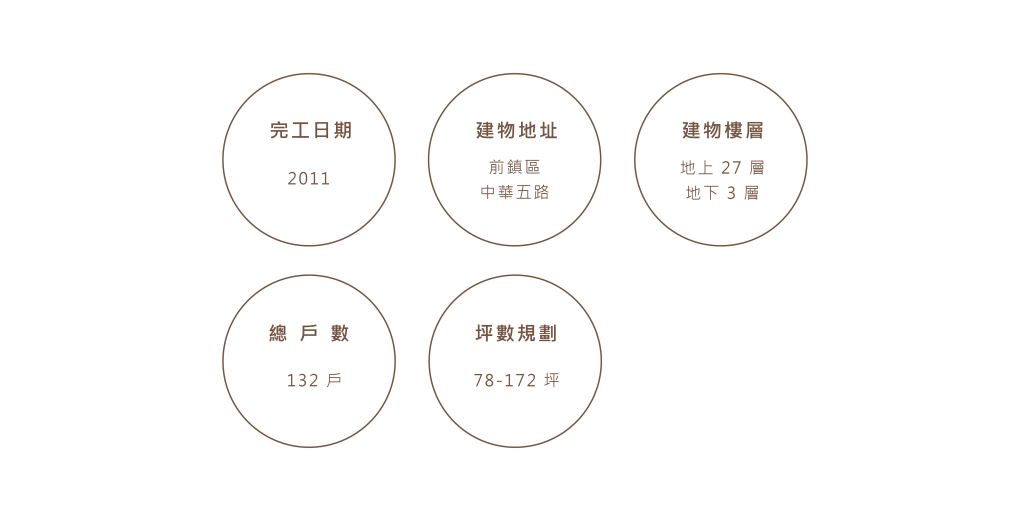 完工日期
2011
建物地址
前鎮區
中華五路
建物樓層
地上 27 層
地下 3 層
總 戶 數
132 戶
坪數規劃
78-172 坪